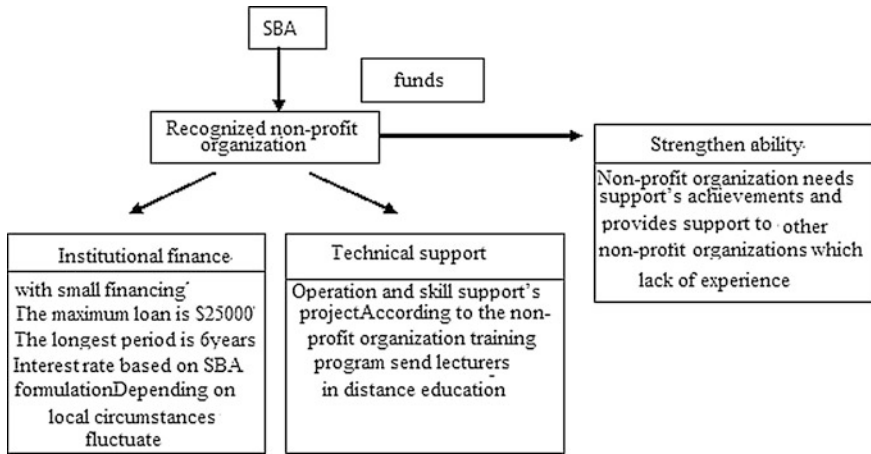 SBA
funds
Recognized non-profit
organization
Strengthen ability
Non-profit organization needs
support's achievements and
provides support to other
non-profit organizations which
lack of experience
Institutional finance
with small financing
The maximum loan is $25000
The longest period is 6years
Interest rate based on SBA
formulationDepending on
local circumstances
fluctuate
Technical support
Operation and skill support's
projectAccording to the non-
profit organization training
program send lecturers
in distance education